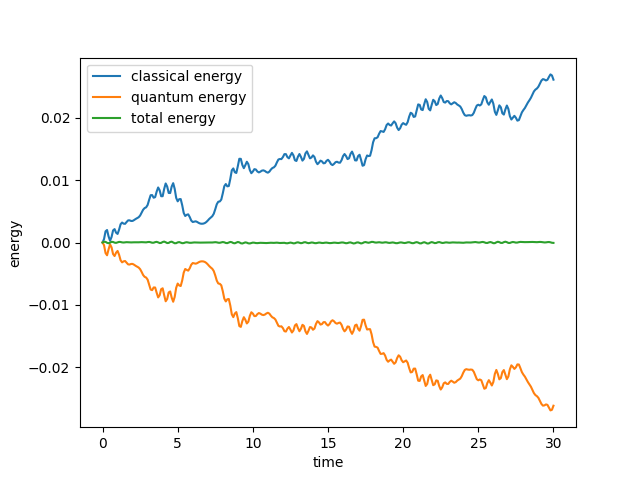 classical energy
quantum energy
total energy
0.02
0.01
0.00
−0.01
−0.02
energy
0 5 10 15 20 25 30
time